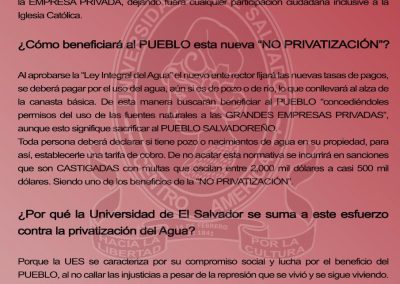 la EMPRESA PRIVADA, dejando fuera cualquier participación ciudadana inclusive a la
Iglesia Católica.
¿Cómo beneficiará al PUEBLO esta nueva “NO PRIVATIZACIÓN”?
Al aprobarse la “Ley Integral del Agua” el nuevo ente rector fijará las nuevas tasas de pagos,
se deberá pagar por el uso del agua, aún si es de pozo o de río, lo que conllevará al alza de
la canasta básica. De esta manera buscarán beneficiar al PUEBLO “concediéndoles
permisos del uso de las fuentes naturales a las GRANDES EMPRESAS PRIVADAS”,
aunque esto signifique sacrificar al PUEBLO SALVADOREÑO.
Toda persona deberá declarar si tiene pozo o nacimientos de agua en su propiedad, para
así, establecerle una tarifa de cobro. De no acatar esta normativa se incurrirá en sanciones
que son CASTIGADAS con multas que oscilan entre 2,000 mil dólares a casi 500 mil
dólares. Siendo uno de los beneficios de la "NO PRIVATIZACIÓN".
¿Por qué la Universidad de El Salvador se suma a este esfuerzo
contra la privatización del Agua?
Porque la UES se caracteriza por su compromiso social y lucha por el beneficio del
PUEBLO, al no callar las injusticias a pesar de la represión que se vivió y se sigue viviendo.
HACIA LA
LIBERTAD
POR LA
CULTURA
FEBRERO
1841